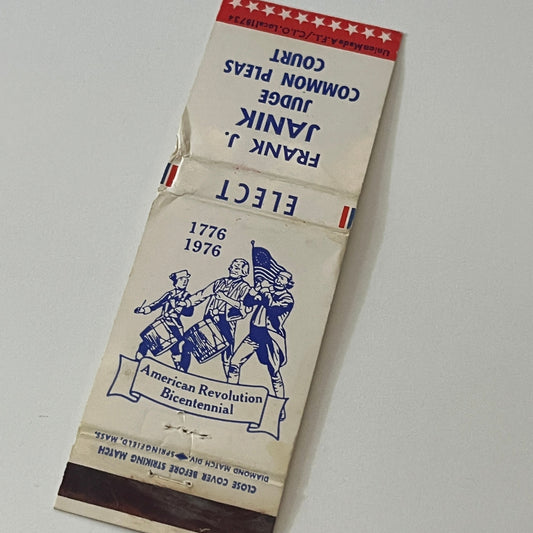 Union Made A.F.L./C.I.O. Local 18734
ELECT
FRANK J.
JANIK
JUDGE
COMMON PLEAS
COURT
1776
1976
American Revolution
Bicentennial
CLOSE COVER BEFORE STRIKING MATCH
DIAMOND MATCH DIV. SPRINGFIELD, MASS.